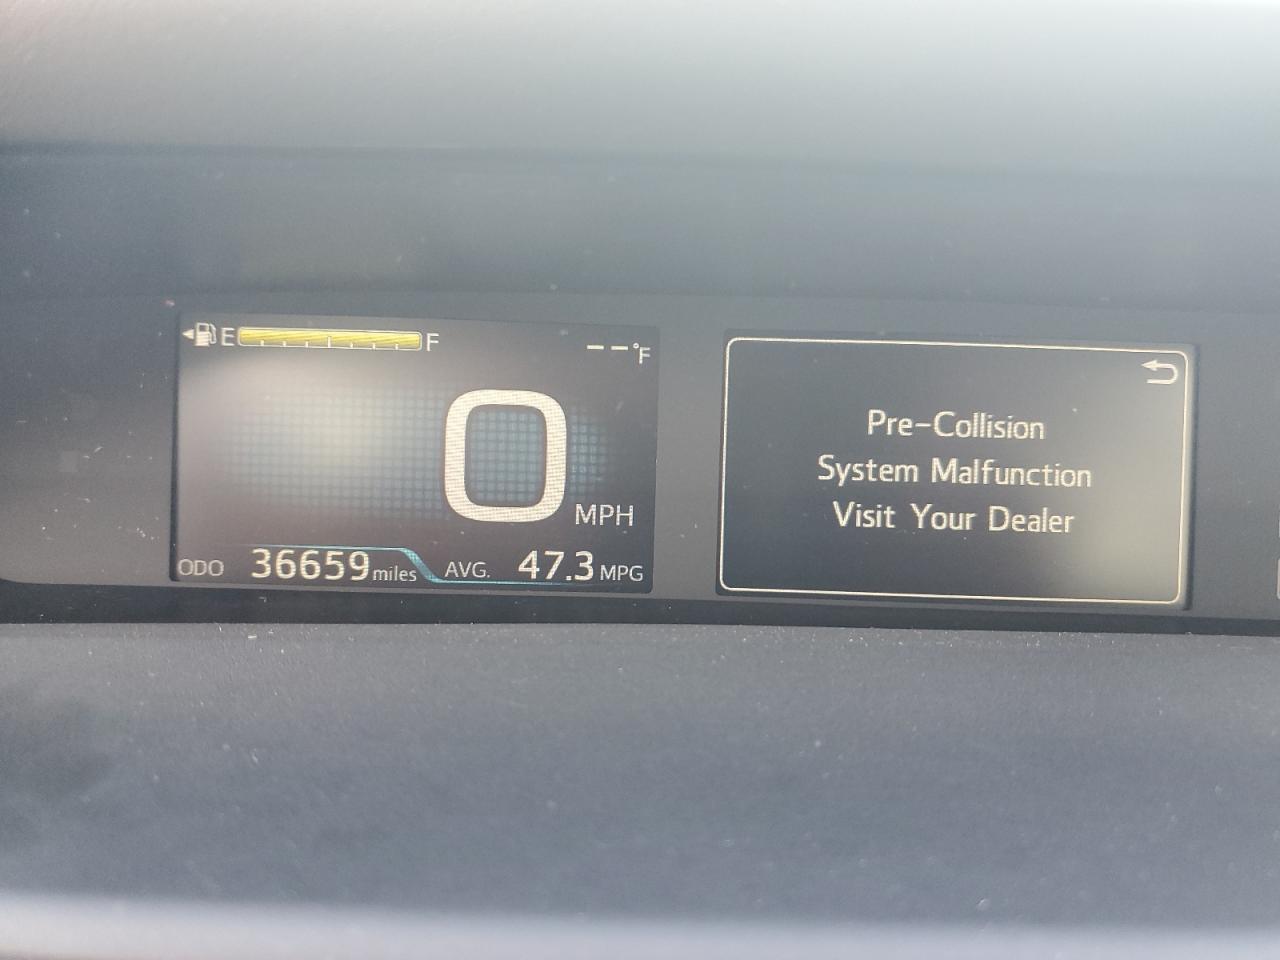 E F --°F
0 MPH
ODO 36659 miles AVG. 47.3 MPG
Pre-Collision
System Malfunction
Visit Your Dealer